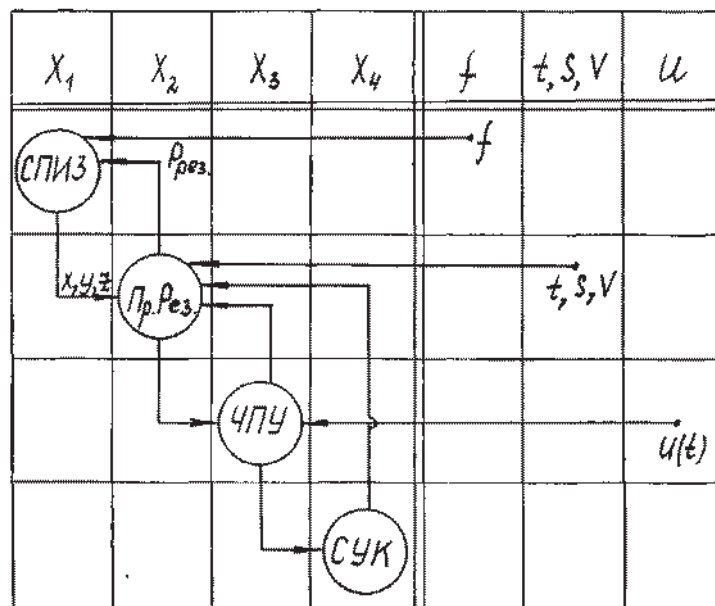 X₁ X₂ X₃ X₄ f t, S, V U
СПИЗ Pрез. f
x, y, z Пр.Рез. t, S, V
ЧПУ U(t)
СУК